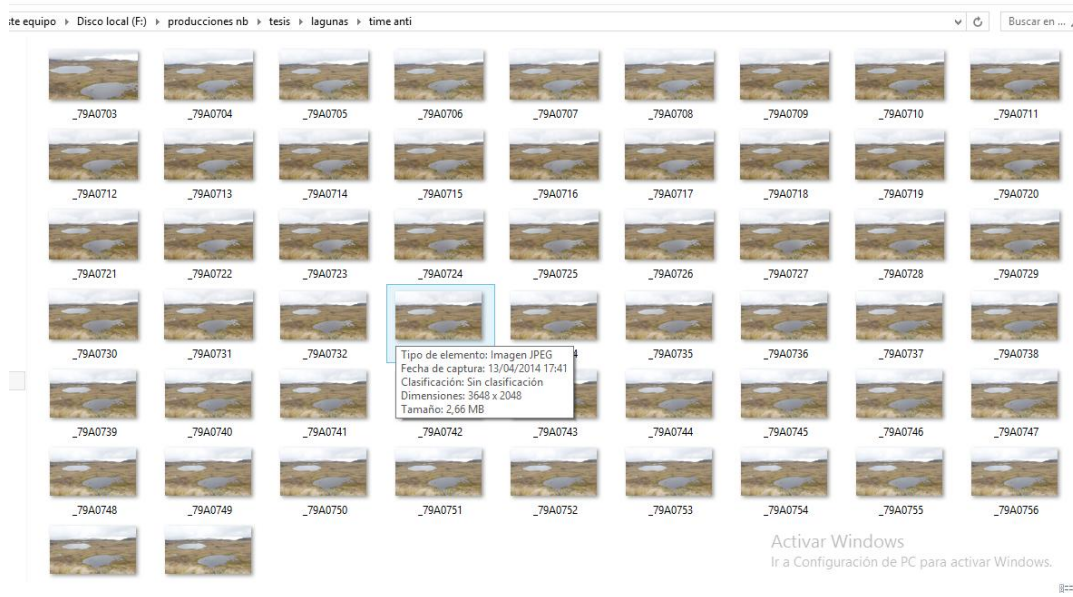 ste equipo ▸ Disco local (F:) ▸ producciones nb ▸ tesis ▸ lagunas ▸ time anti
Buscar en ...
_79A0703 _79A0704 _79A0705 _79A0706 _79A0707 _79A0708 _79A0709 _79A0710 _79A0711
_79A0712 _79A0713 _79A0714 _79A0715 _79A0716 _79A0717 _79A0718 _79A0719 _79A0720
_79A0721 _79A0722 _79A0723 _79A0724 _79A0725 _79A0726 _79A0727 _79A0728 _79A0729
_79A0730 _79A0731 _79A0732 4 _79A0735 _79A0736 _79A0737 _79A0738
Tipo de elemento: Imagen JPEG
Fecha de captura: 13/04/2014 17:41
Clasificación: Sin clasificación
Dimensiones: 3648 x 2048
Tamaño: 2,66 MB
_79A0739 _79A0740 _79A0741 _79A0742 _79A0743 _79A0744 _79A0745 _79A0746 _79A0747
_79A0748 _79A0749 _79A0750 _79A0751 _79A0752 _79A0753 _79A0754 _79A0755 _79A0756
Activar Windows
Ir a Configuración de PC para activar Windows.